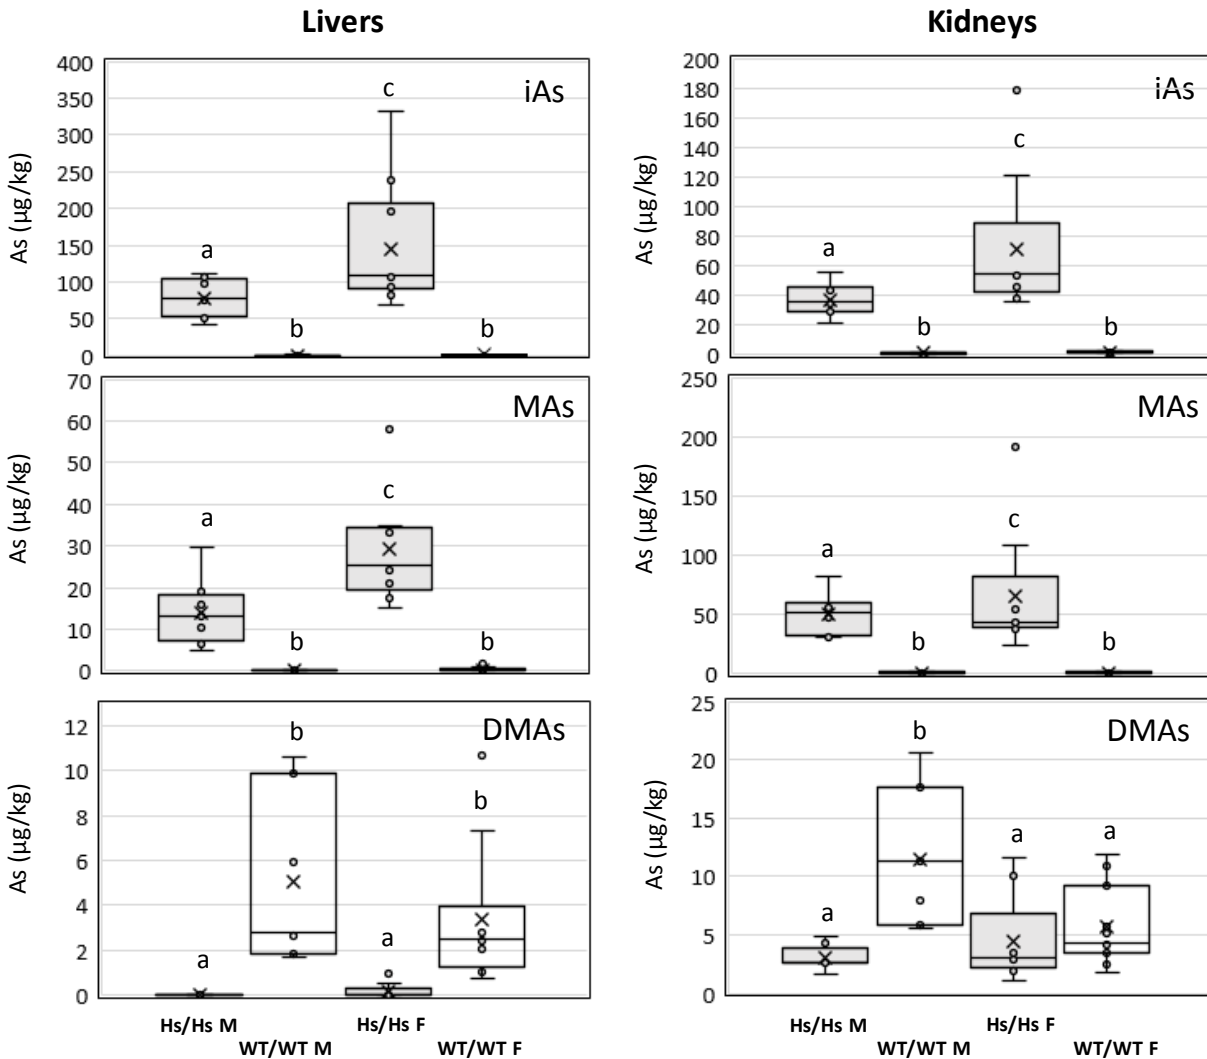 Livers
Kidneys
As (µg/kg)
400
350
300
250
200
150
100
50
0
iAs
a
b
c
b
As (µg/kg)
200
180
160
140
120
100
80
60
40
20
0
iAs
a
b
c
b
As (µg/kg)
70
60
50
40
30
20
10
0
MAs
a
b
c
b
As (µg/kg)
250
200
150
100
50
0
MAs
a
b
c
b
As (µg/kg)
12
10
8
6
4
2
0
DMAs
a
b
a
b
Hs/Hs M
WT/WT M
Hs/Hs F
WT/WT F
As (µg/kg)
25
20
15
10
5
0
DMAs
a
b
a
a
Hs/Hs M
WT/WT M
Hs/Hs F
WT/WT F